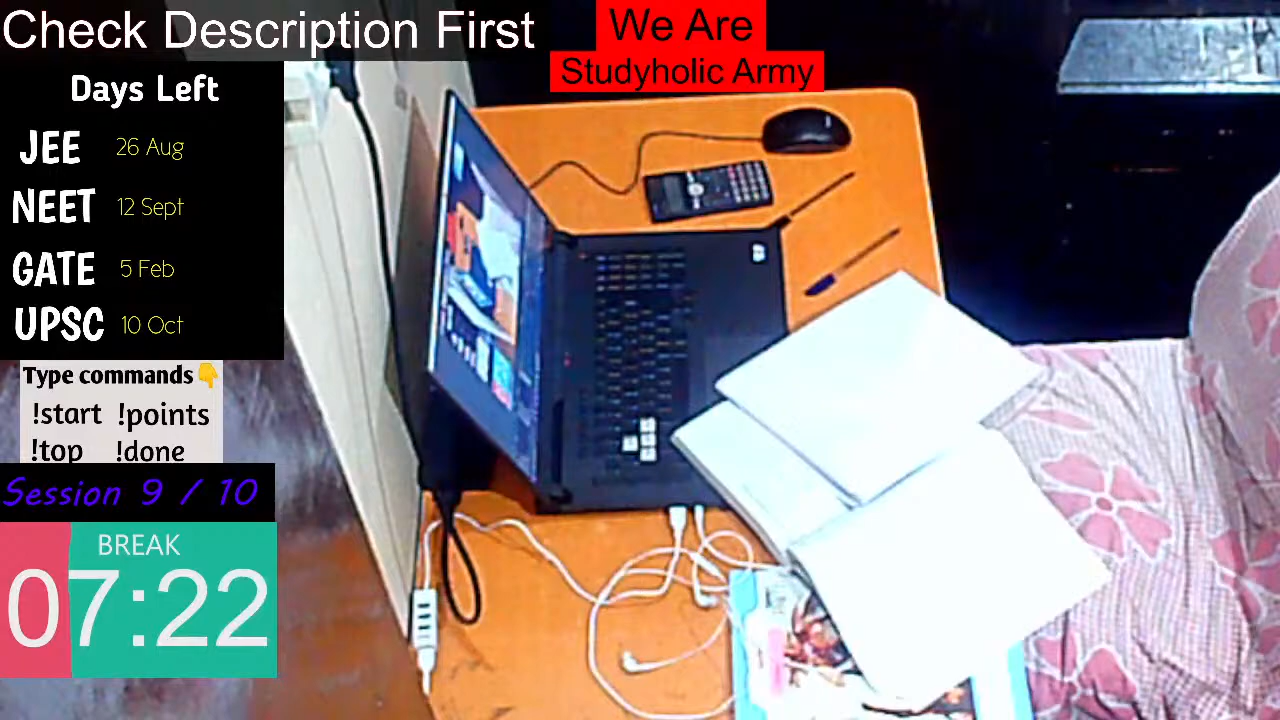 Check Description First
We Are
Studyholic Army
Days Left
JEE 26 Aug
NEET 12 Sept
GATE 5 Feb
UPSC 10 Oct
Type commands👇
!start !points
!top !done
Session 9 / 10
BREAK
07:22